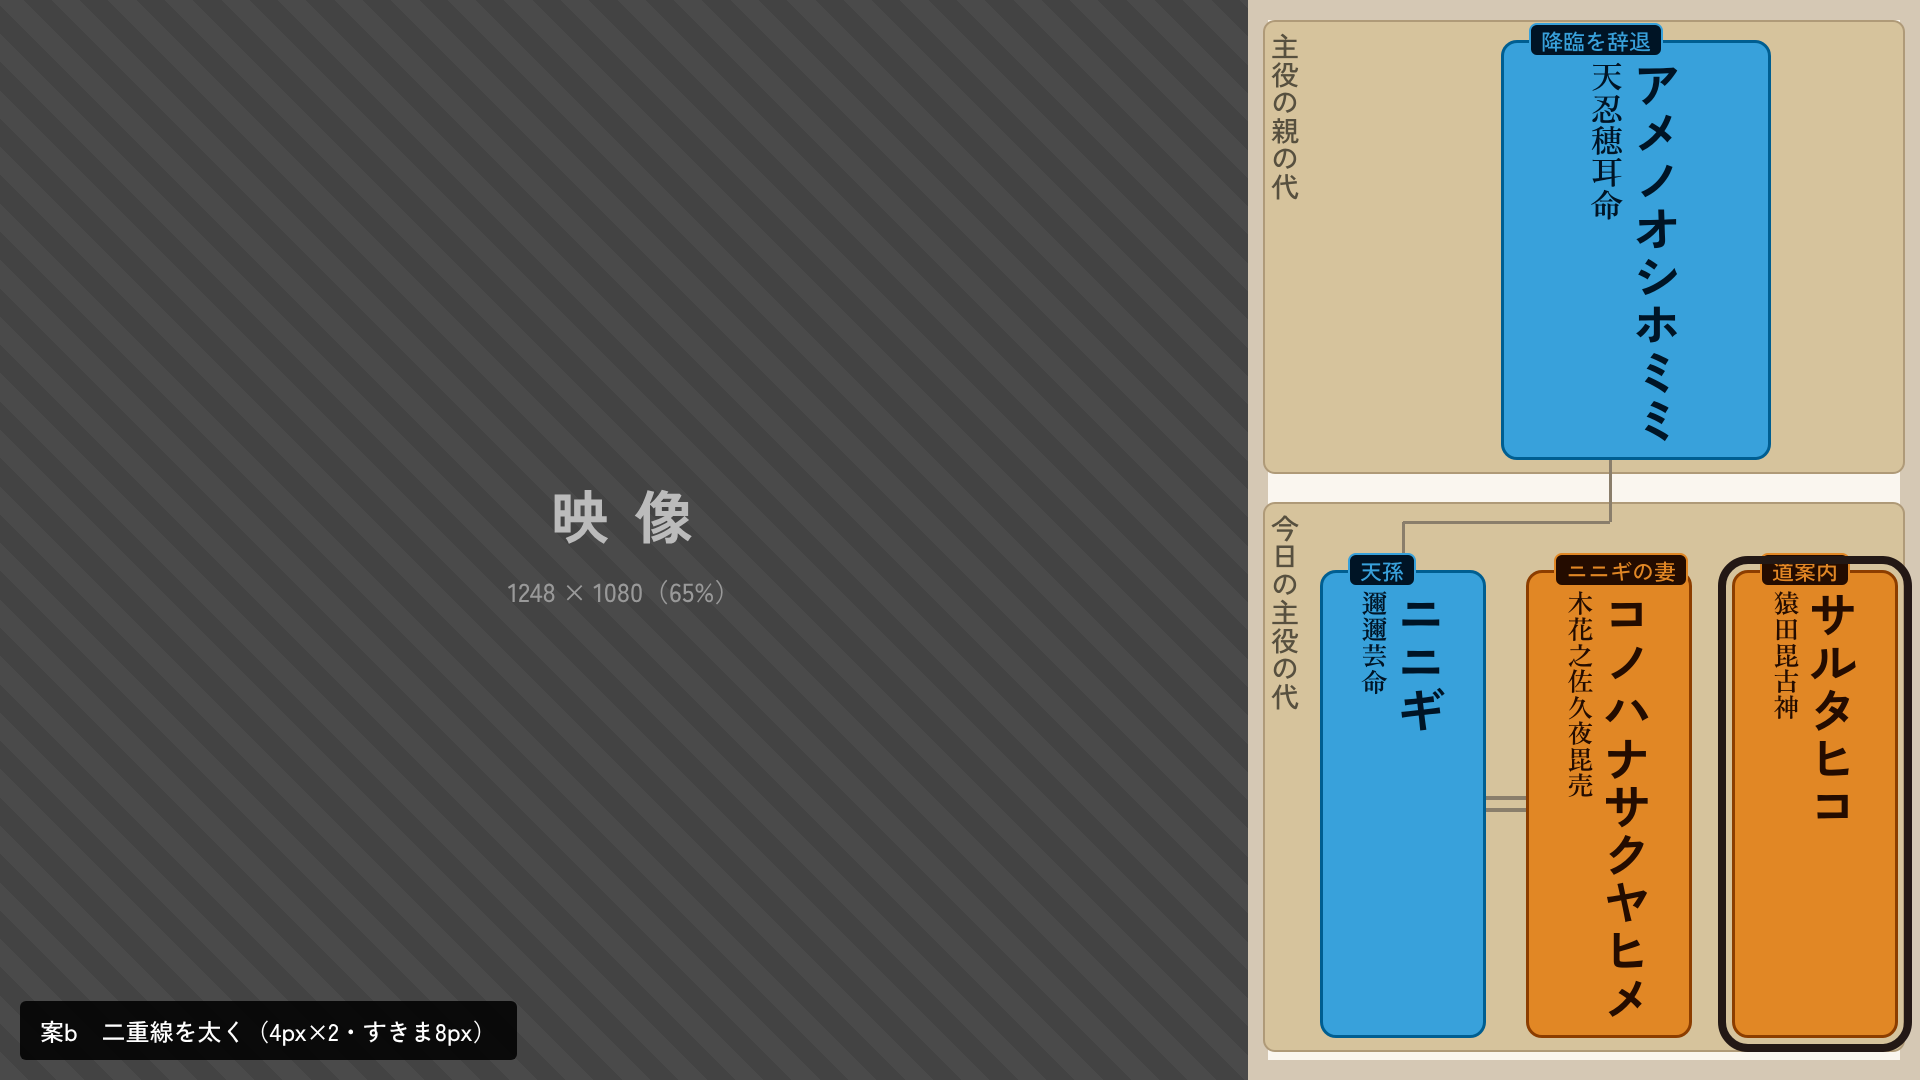 映像
1248 × 1080（65%）
案b　二重線を太く（4px×2・すきま8px）
主役の親の代
降臨を辞退
アメノオシホミミ
天忍穂耳命
今日の主役の代
天孫
ニニギ
邇邇芸命
ニニギの妻
コノハナサクヤヒメ
木花之佐久夜毘売
道案内
サルタヒコ
猿田毘古神